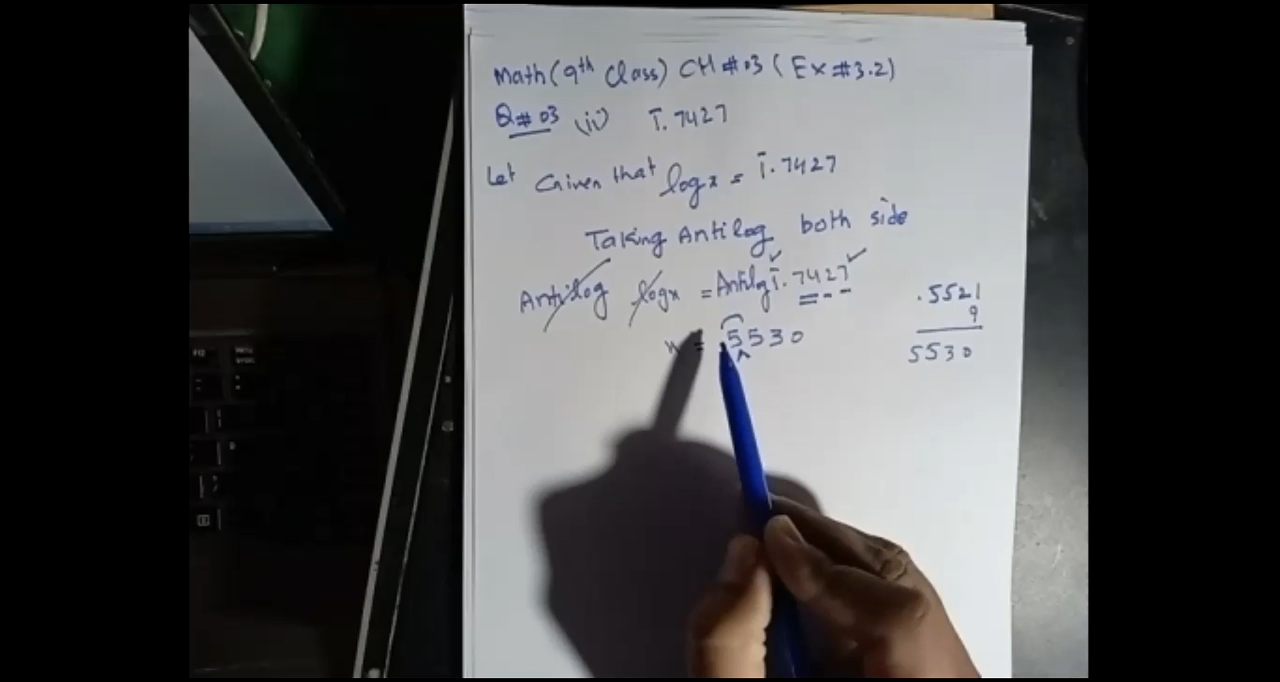 Math (9th Class) CH # 03 ( Ex # 3.2)
Q# 03 (ii) 1̄.7427
Let Given that log x = 1̄.7427
Taking Antilog both side
Antilog log x = Antilog 1̄.7427
x = 5530
.5521
9
5530